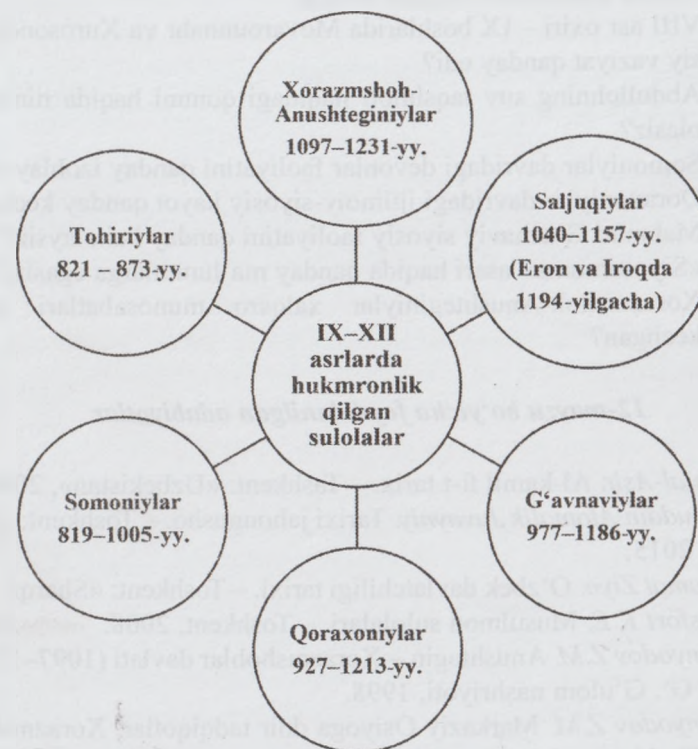 Xorazmshoh-
Anushteginiylar
1097–1231-yy.
Tohiriylar
821 – 873-yy.
Saljuqiylar
1040–1157-yy.
(Eron va Iroqda
1194-yilgacha)
IX–XII
asrlarda
hukmronlik
qilgan
sulolalar
Somoniylar
819–1005-yy.
G‘aznaviylar
977–1186-yy.
Qoraxoniylar
927–1213-yy.